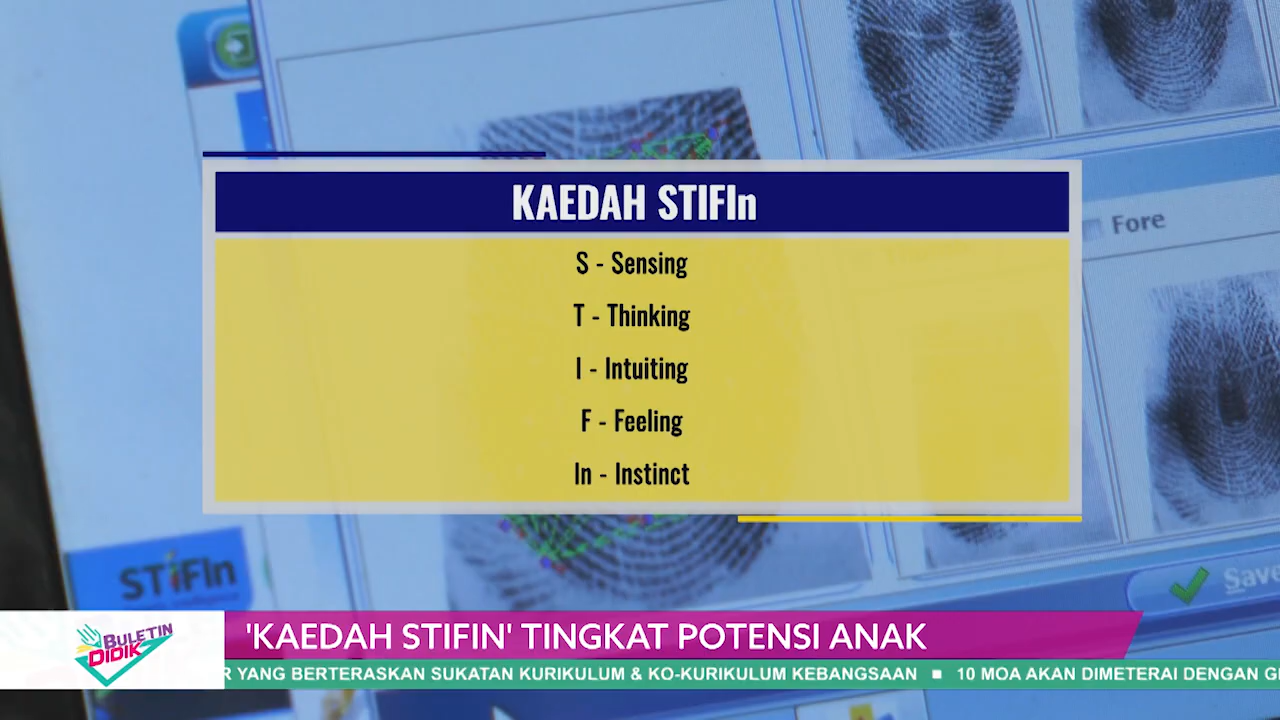 Fore
KAEDAH STIFIn
S - Sensing
T - Thinking
I - Intuiting
F - Feeling
In - Instinct
STiFIn
Save
BULETIN
DIDIK
'KAEDAH STIFIN' TINGKAT POTENSI ANAK
R YANG BERTERASKAN SUKATAN KURIKULUM & KO-KURIKULUM KEBANGSAAN ■ 10 MOA AKAN DIMETERAI DENGAN G